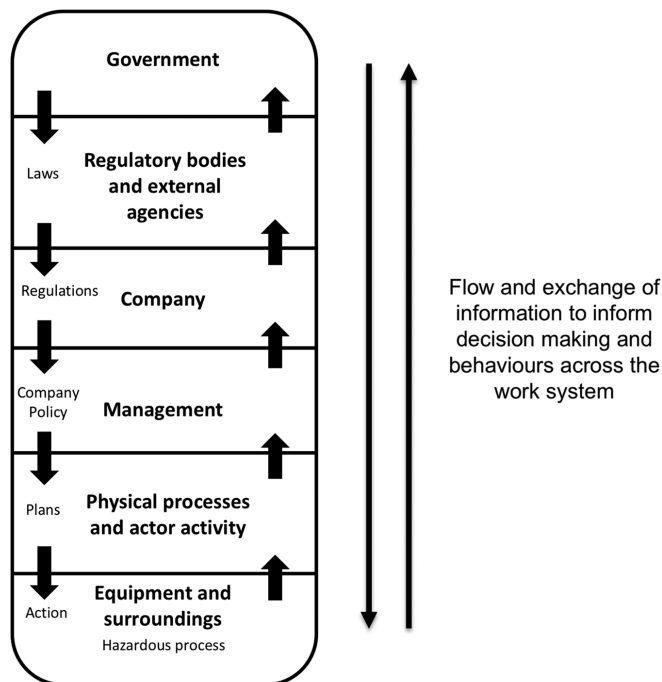 Government
Laws
Regulatory bodies
and external
agencies
Regulations
Company
Company
Policy
Management
Plans
Physical processes
and actor activity
Action
Equipment and
surroundings
Hazardous process
Flow and exchange of
information to inform
decision making and
behaviours across the
work system